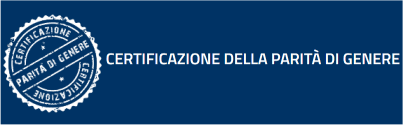 CERTIFICAZIONE
PARITÀ DI GENERE
CERTIFICAZIONE
CERTIFICAZIONE DELLA PARITÀ DI GENERE